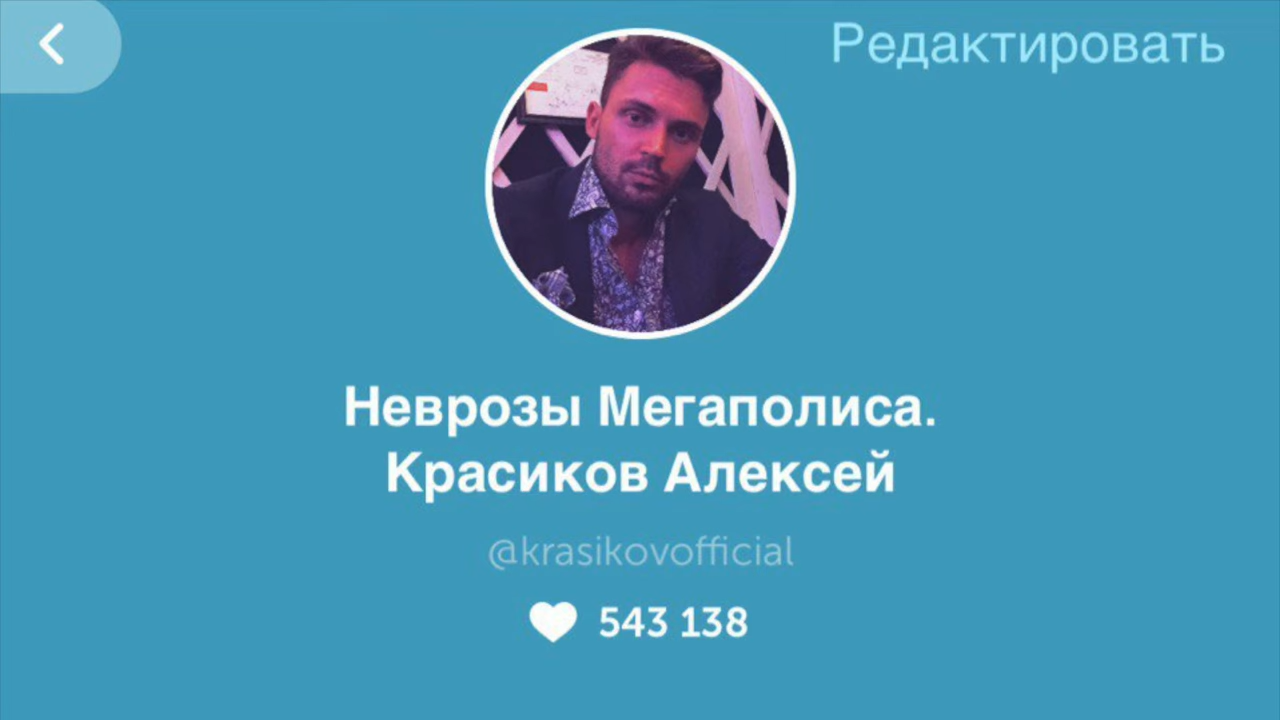 Редактировать
Неврозы Мегаполиса.
Красиков Алексей
@krasikovofficial
543 138